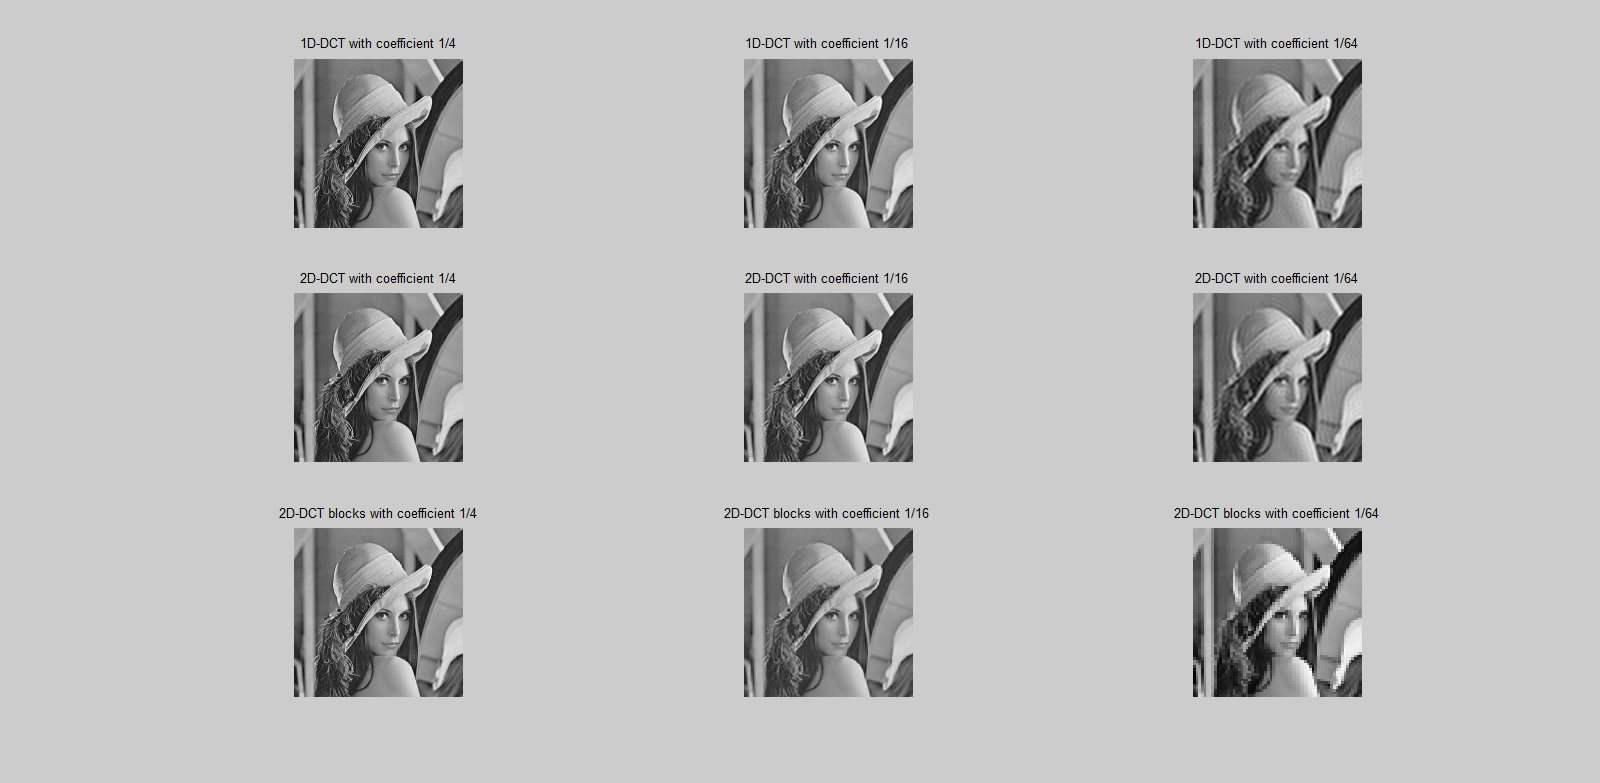 1D-DCT with coefficient 1/4
1D-DCT with coefficient 1/16
1D-DCT with coefficient 1/64
2D-DCT with coefficient 1/4
2D-DCT with coefficient 1/16
2D-DCT with coefficient 1/64
2D-DCT blocks with coefficient 1/4
2D-DCT blocks with coefficient 1/16
2D-DCT blocks with coefficient 1/64